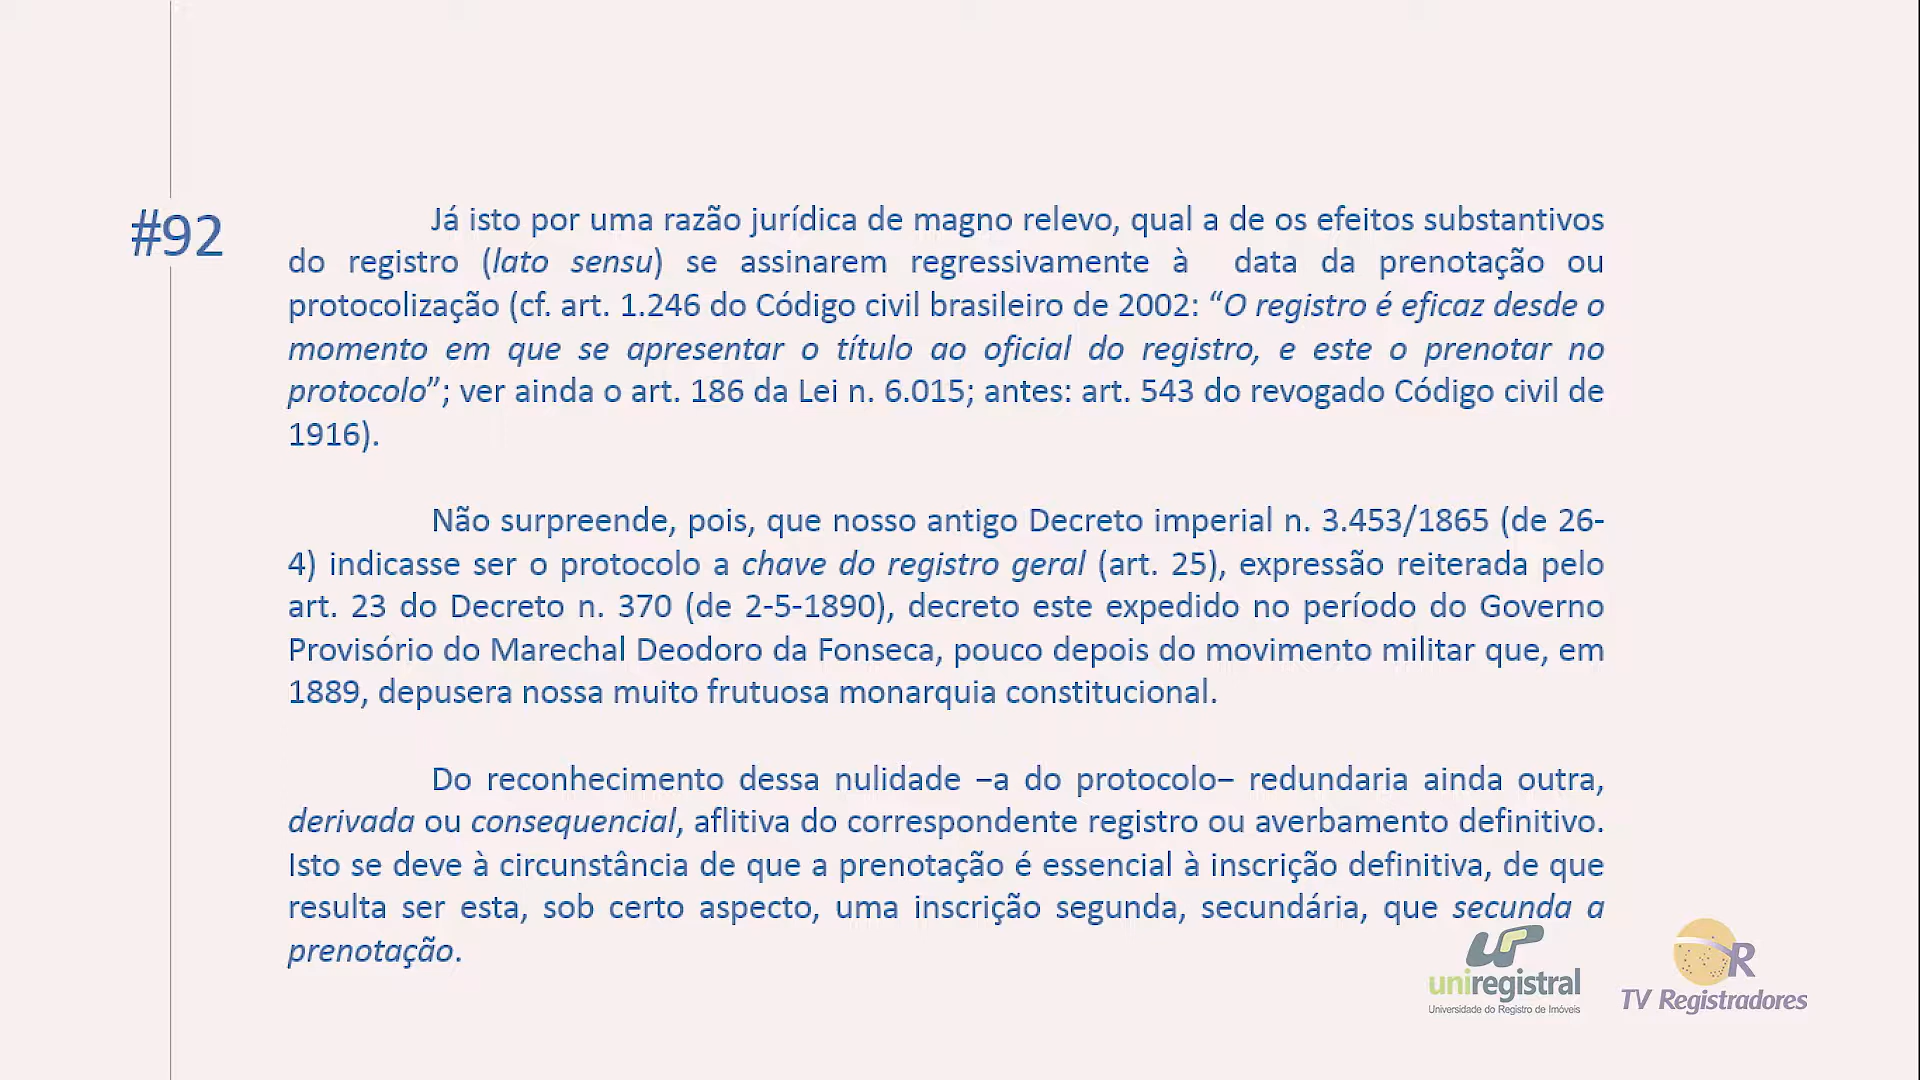 #92
Já isto por uma razão jurídica de magno relevo, qual a de os efeitos substantivos
do registro (lato sensu) se assinarem regressivamente à data da prenotação ou
protocolização (cf. art. 1.246 do Código civil brasileiro de 2002: “O registro é eficaz desde o
momento em que se apresentar o título ao oficial do registro, e este o prenotar no
protocolo”; ver ainda o art. 186 da Lei n. 6.015; antes: art. 543 do revogado Código civil de
1916).
Não surpreende, pois, que nosso antigo Decreto imperial n. 3.453/1865 (de 26-
4) indicasse ser o protocolo a chave do registro geral (art. 25), expressão reiterada pelo
art. 23 do Decreto n. 370 (de 2-5-1890), decreto este expedido no período do Governo
Provisório do Marechal Deodoro da Fonseca, pouco depois do movimento militar que, em
1889, depusera nossa muito frutuosa monarquia constitucional.
Do reconhecimento dessa nulidade –a do protocolo– redundaria ainda outra,
derivada ou consequencial, aflitiva do correspondente registro ou averbamento definitivo.
Isto se deve à circunstância de que a prenotação é essencial à inscrição definitiva, de que
resulta ser esta, sob certo aspecto, uma inscrição segunda, secundária, que secunda a
prenotação.
uniregistral
Universidade do Registro de Imóveis
R
TV Registradores